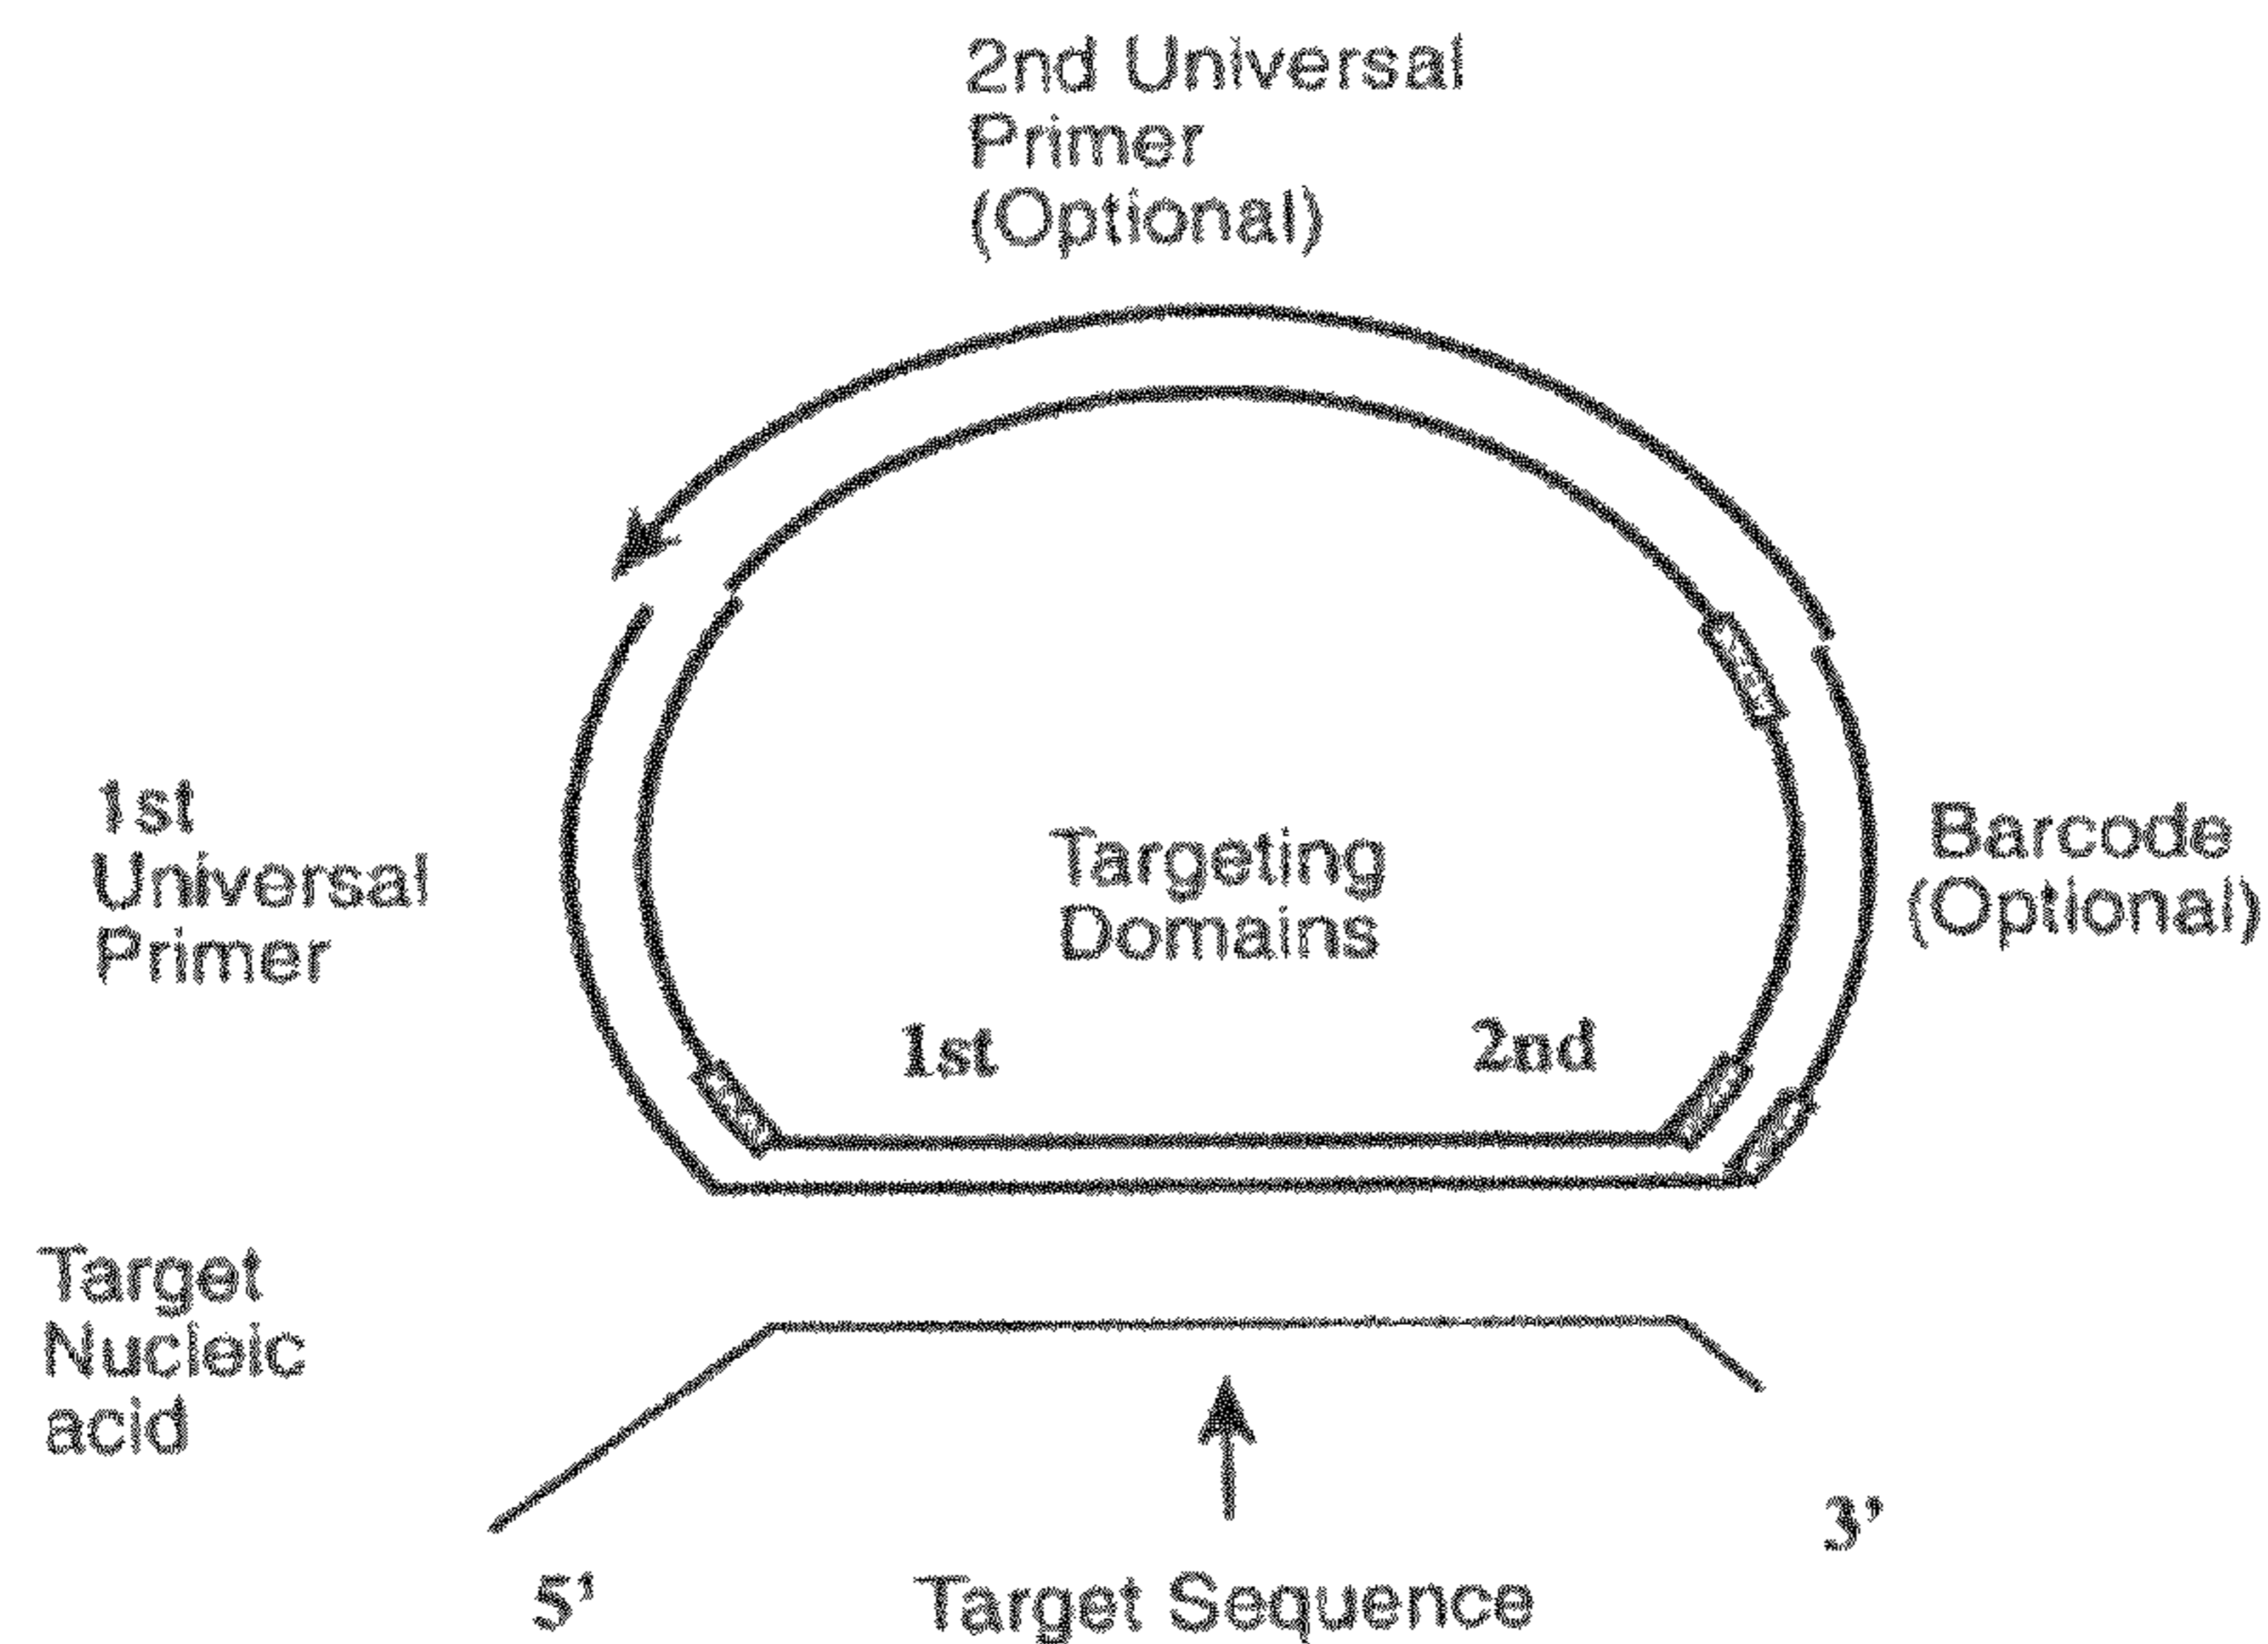 2nd Universal
Primer
(Optional)
1st
Universal
Primer
Targeting
Domains
Barcode
(Optional)
1st
2nd
Target
Nucleic
acid
3'
5'
Target Sequence